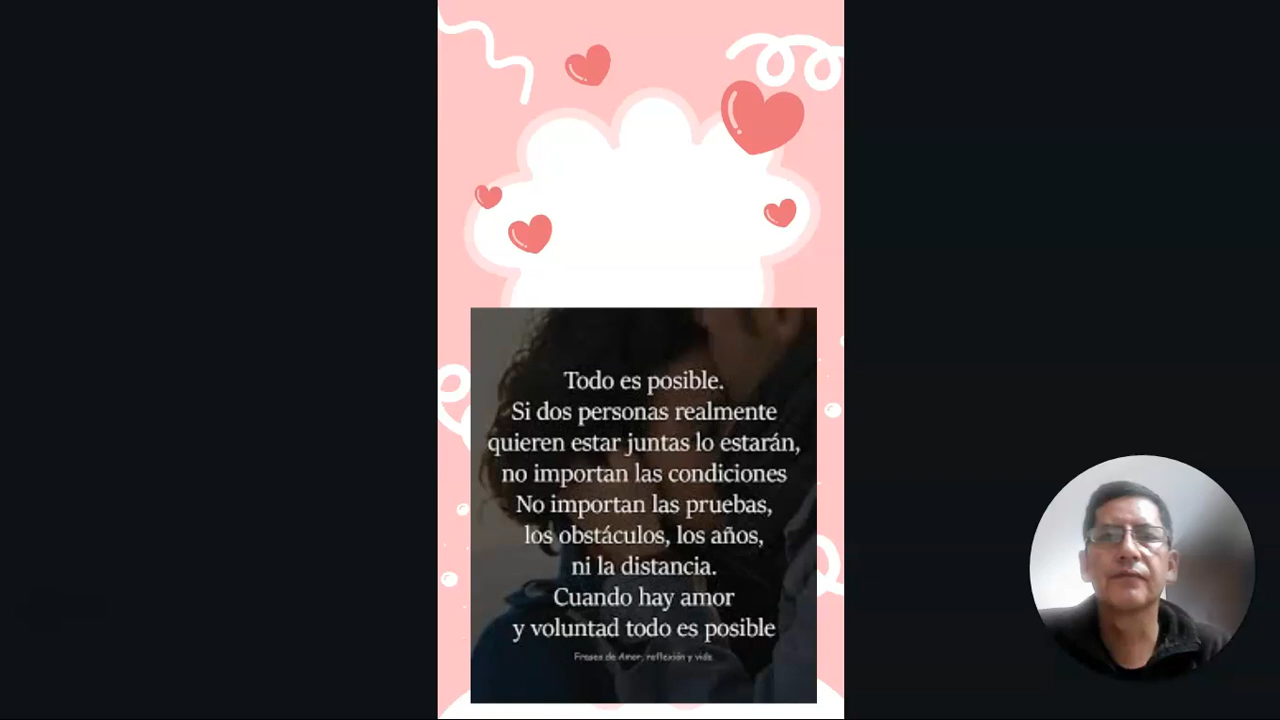 Todo es posible.
Si dos personas realmente
quieren estar juntas lo estarán,
no importan las condiciones
No importan las pruebas,
los obstáculos, los años,
ni la distancia.
Cuando hay amor
y voluntad todo es posible
Frases de Amor, reflexión y vida